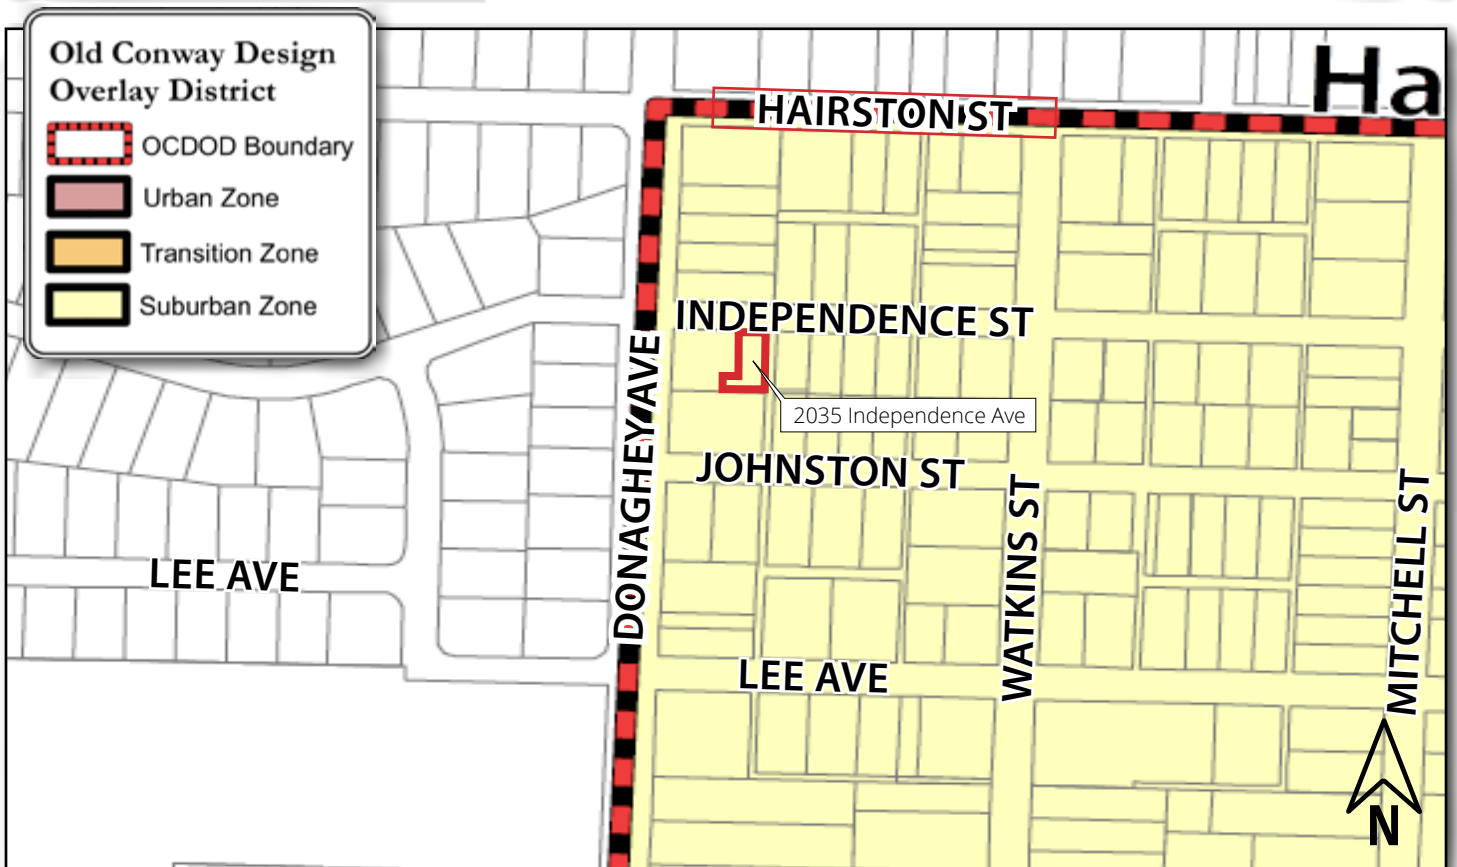 Old Conway Design
Overlay District
OCDOD Boundary
Urban Zone
Transition Zone
Suburban Zone
Ha
HAIRSTON ST
INDEPENDENCE ST
DONAGHEY AVE
2035 Independence Ave
JOHNSTON ST
WATKINS ST
MITCHELL ST
LEE AVE
LEE AVE
N